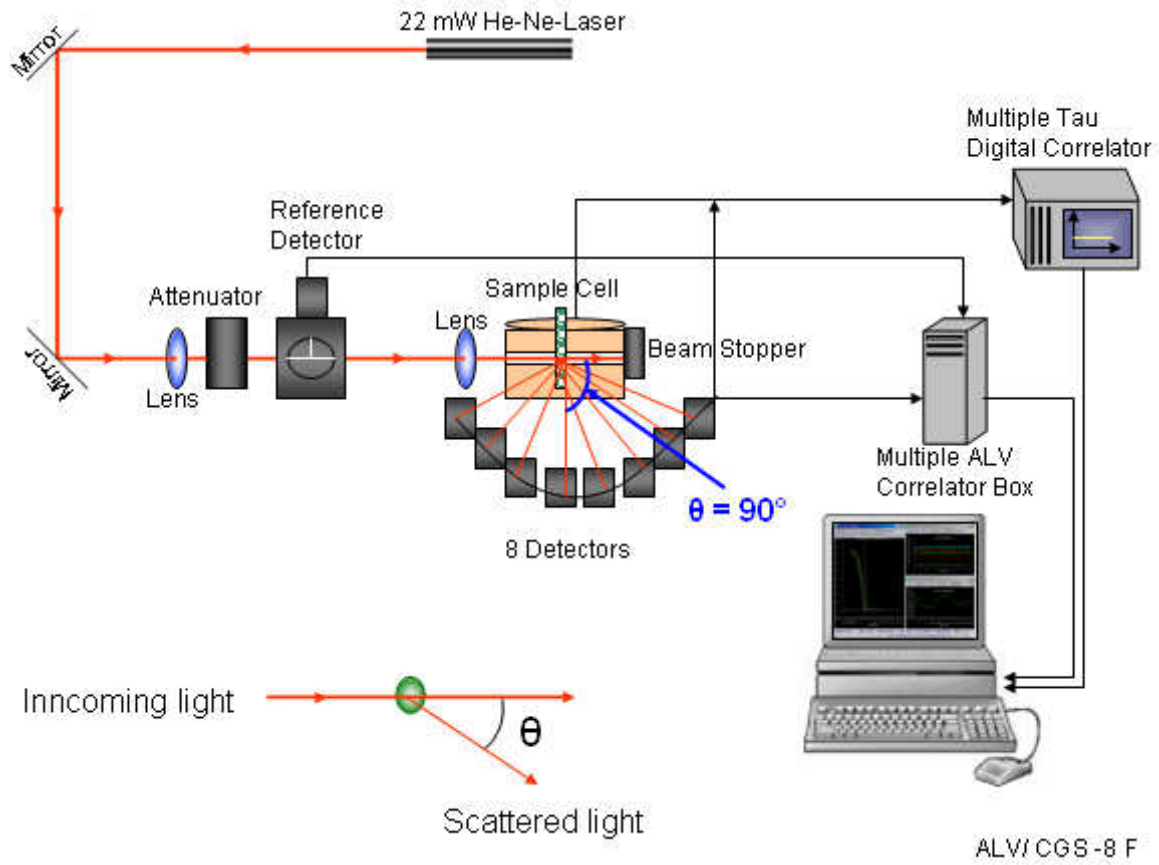 22 mW He-Ne-Laser
Mirror
Multiple Tau
Digital Correlator
Reference
Detector
Attenuator
Sample Cell
Lens
Beam Stopper
Mirror
Lens
Multiple ALV
Correlator Box
θ = 90°
8 Detectors
Inncoming light
θ
Scattered light
ALV/ CGS -8 F